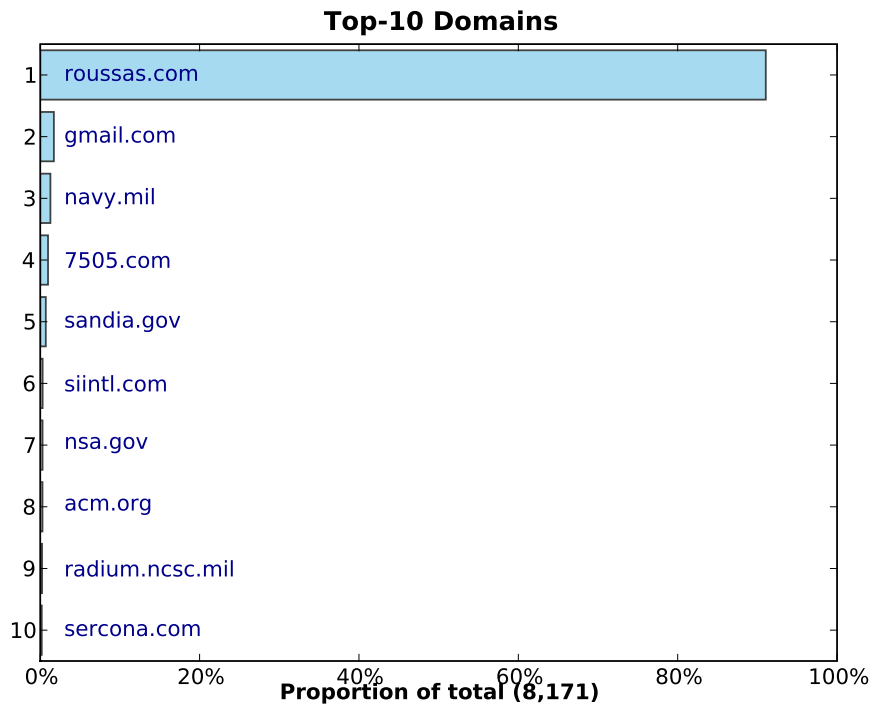 Top-10 Domains
1 roussas.com
2 gmail.com
3 navy.mil
4 7505.com
5 sandia.gov
6 siintl.com
7 nsa.gov
8 acm.org
9 radium.ncsc.mil
10 sercona.com
0% 20% 40% 60% 80% 100%
Proportion of total (8,171)